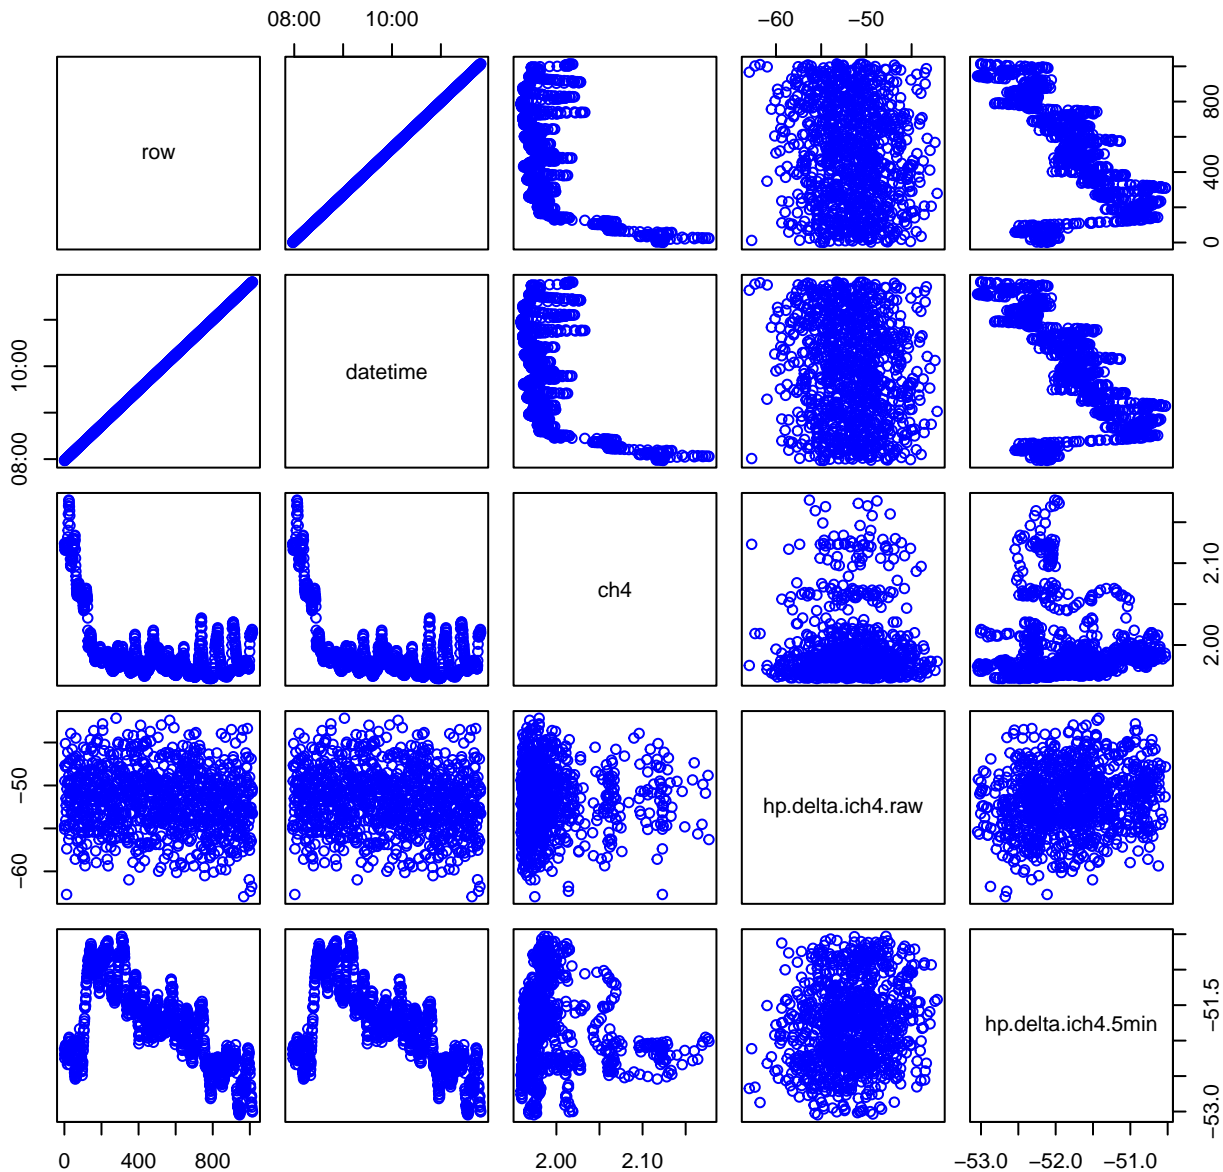 08:00 10:00 −60 −50
row 0 400 800
08:00 10:00 datetime
ch4 2.00 2.10
−60 −50 hp.delta.ich4.raw
hp.delta.ich4.5min −53.0 −51.5
0 400 800 2.00 2.10 −53.0 −52.0 −51.0